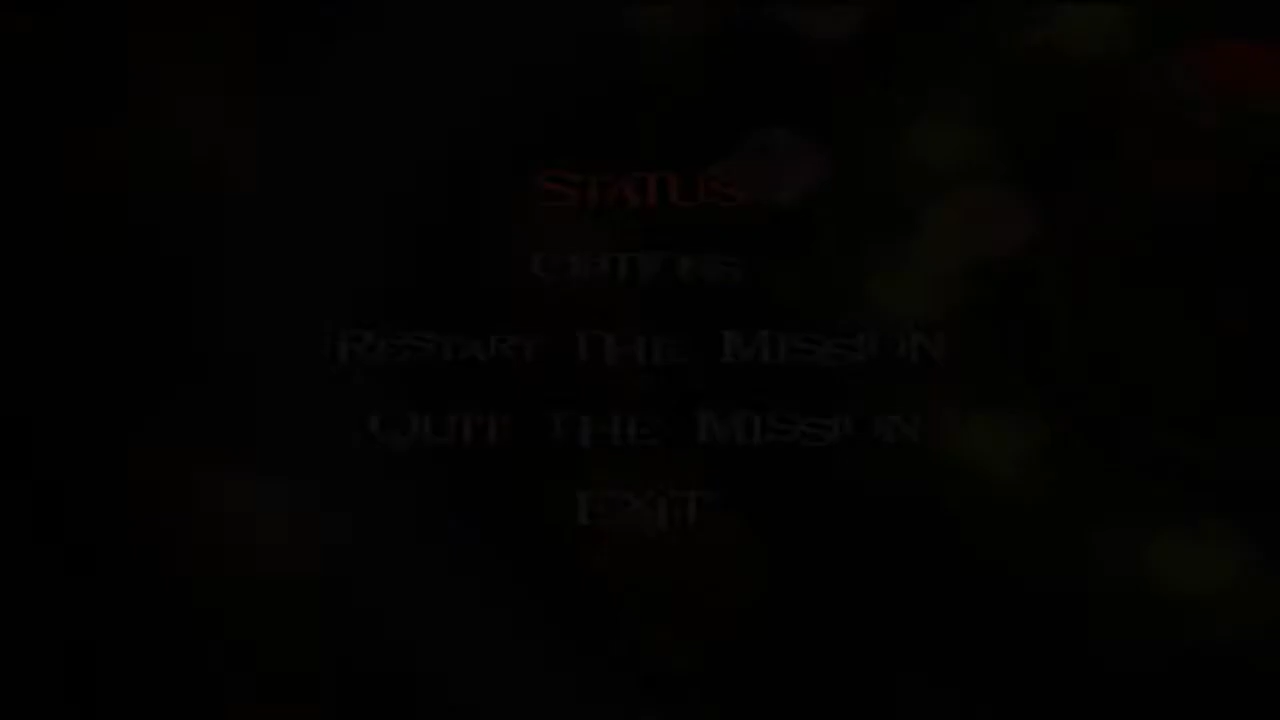 Status
Options
Restart The Mission
Quit The Mission
Exit